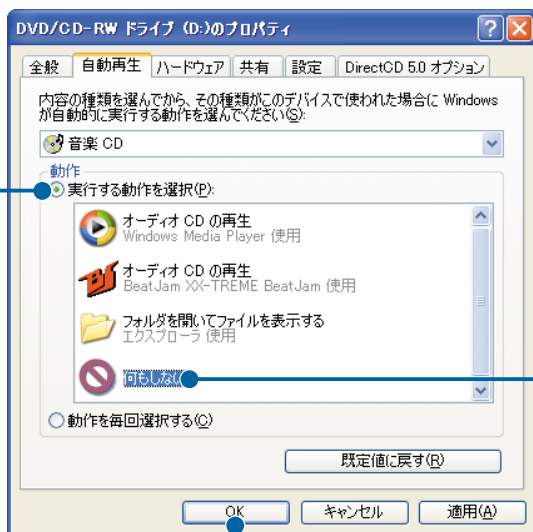 DVD/CD-RW ドライブ (D:)のプロパティ
全般 自動再生 ハードウェア 共有 設定 DirectCD 5.0 オプション
内容の種類を選んでから、その種類がこのデバイスで使われた場合に Windows
が自動的に実行する動作を選んでください(S):
音楽 CD
動作
実行する動作を選択(P):
オーディオ CD の再生
Windows Media Player 使用
オーディオ CD の再生
BeatJam XX-TREME BeatJam 使用
フォルダを開いてファイルを表示する
エクスプローラ 使用
何もしない
動作を毎回選択する(C)
既定値に戻す(R)
OK キャンセル 適用(A)